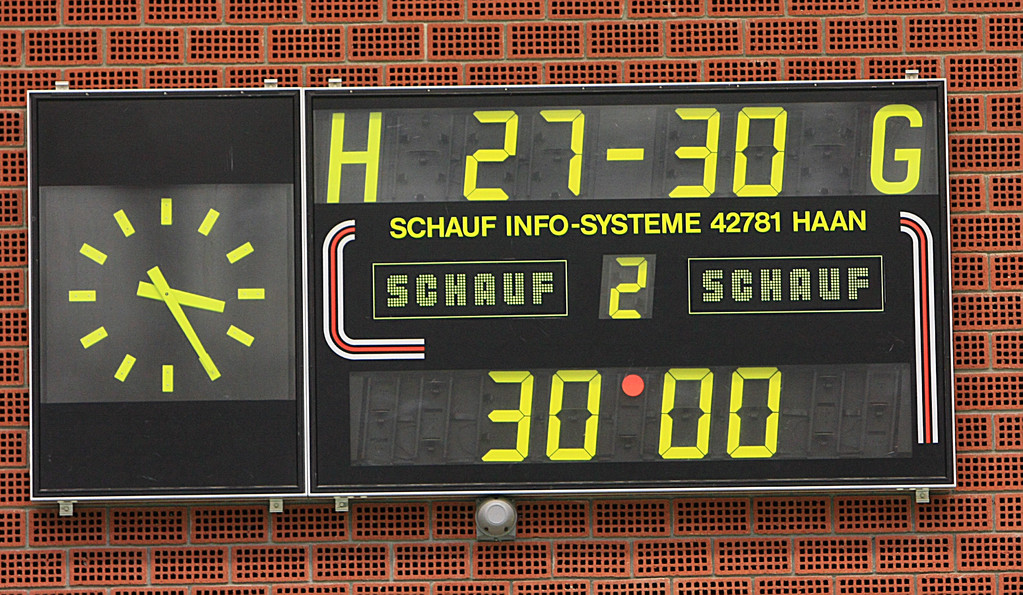 H 27-30 G
SCHAUF INFO-SYSTEME 42781 HAAN
SCHAUF 2 SCHAUF
30:00